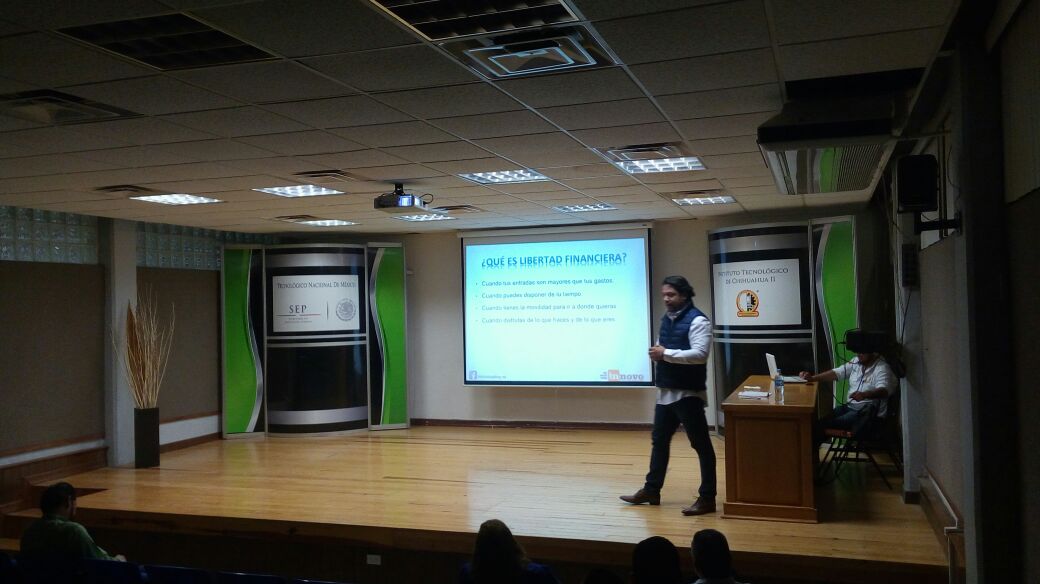 ¿QUÉ ES LIBERTAD FINANCIERA?
• Cuando tus entradas son mayores que tus gastos
• Cuando puedes disponer de tu tiempo
• Cuando tienes la movilidad para ir a donde quieras
• Cuando disfrutas de lo que haces y de lo que eres
innovo
TECNOLÓGICO NACIONAL DE MÉXICO
SEP
INSTITUTO TECNOLÓGICO
DE CHIHUAHUA II